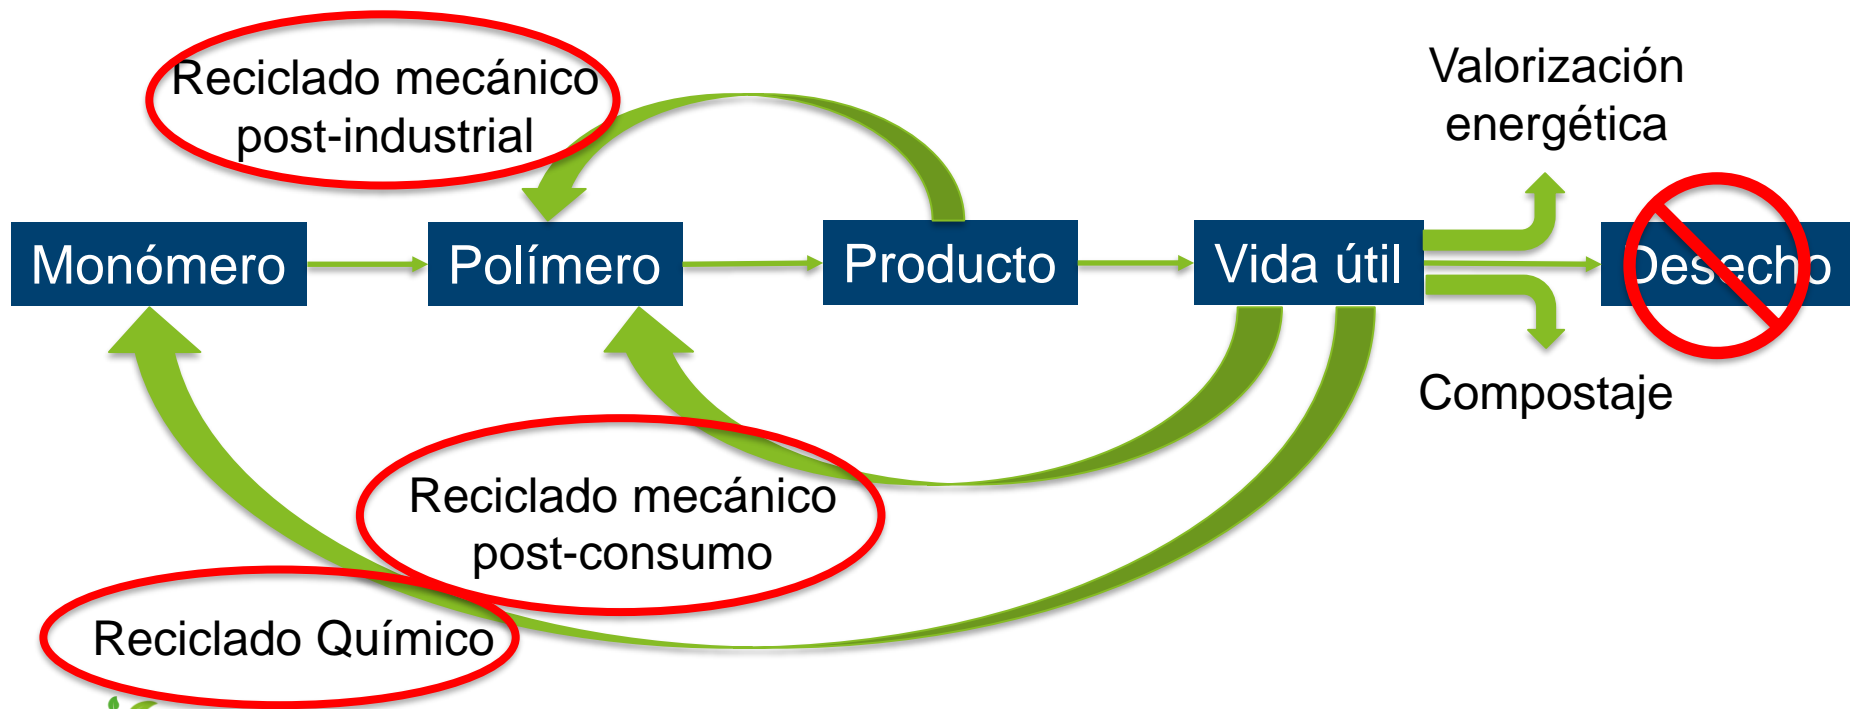 Reciclado mecánico
post-industrial
Valorización
energética
Monómero
Polímero
Producto
Vida útil
Desecho
Compostaje
Reciclado mecánico
post-consumo
Reciclado Químico